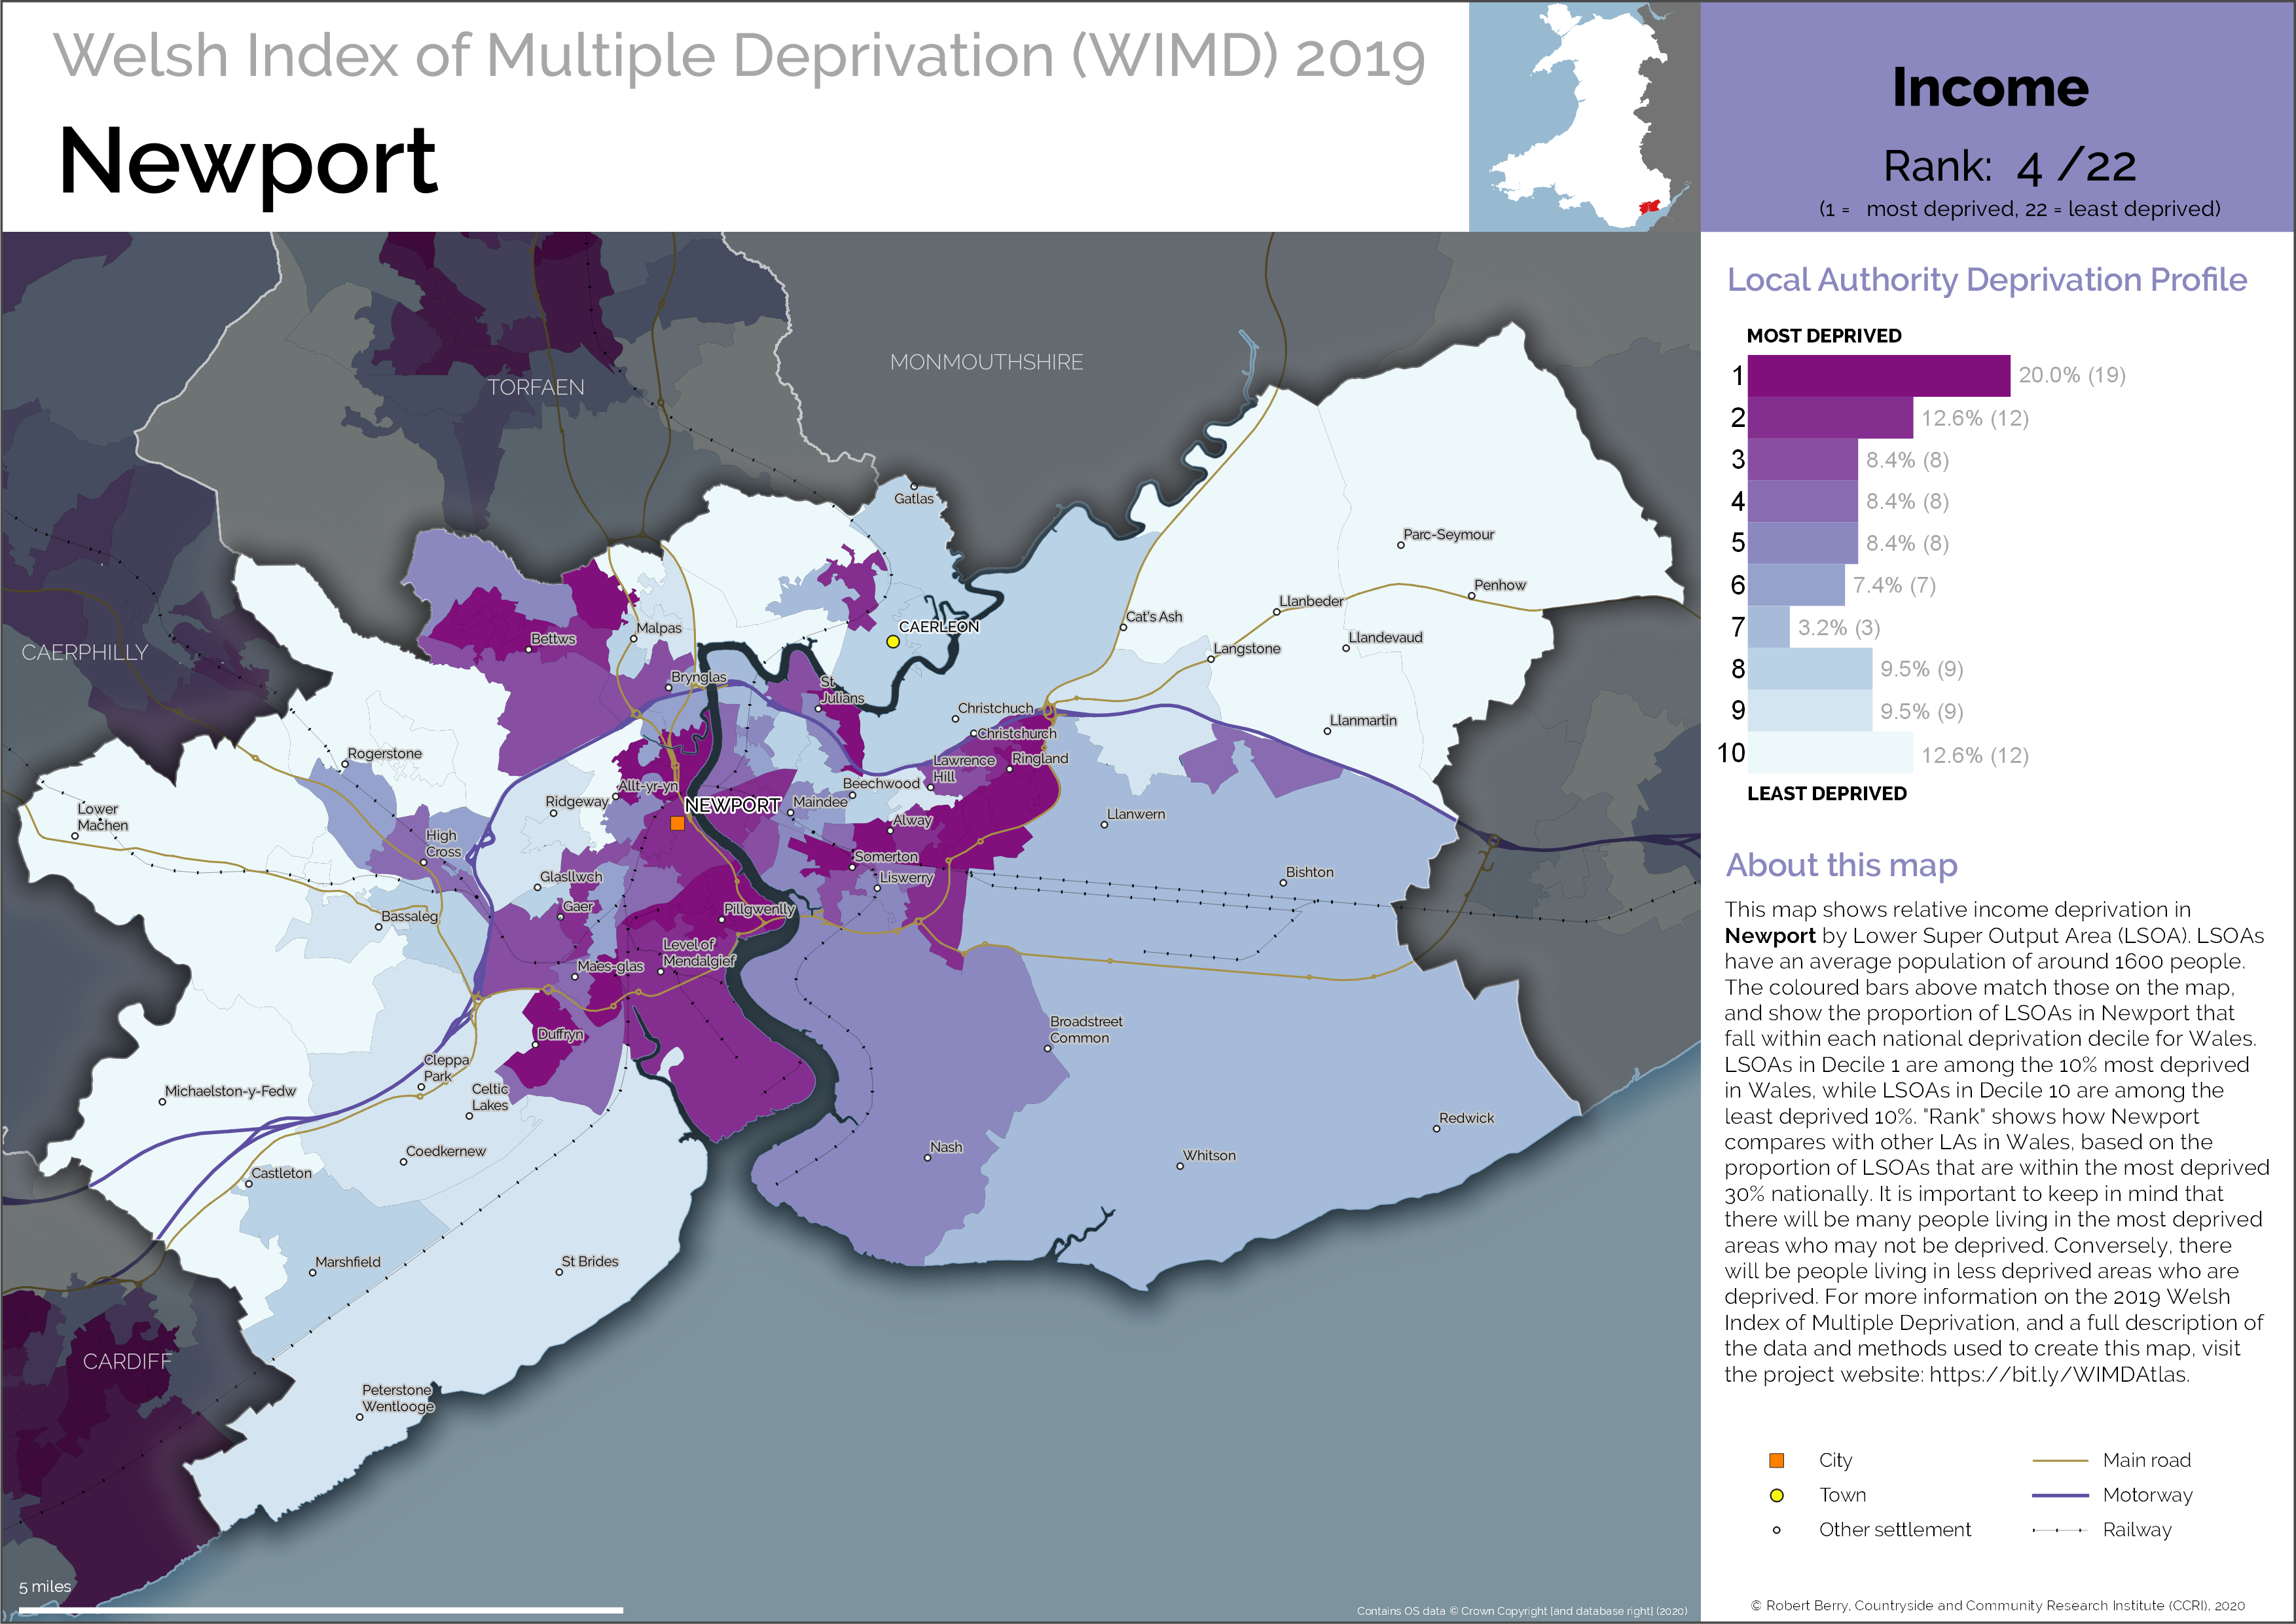 Welsh Index of Multiple Deprivation (WIMD) 2019
Newport
Income
Rank: 4 /22
(1 = most deprived, 22 = least deprived)
Local Authority Deprivation Profile
MOST DEPRIVED
1 20.0% (19)
2 12.6% (12)
3 8.4% (8)
4 8.4% (8)
5 8.4% (8)
6 7.4% (7)
7 3.2% (3)
8 9.5% (9)
9 9.5% (9)
10 12.6% (12)
LEAST DEPRIVED
About this map
This map shows relative income deprivation in
Newport by Lower Super Output Area (LSOA). LSOAs
have an average population of around 1600 people.
The coloured bars above match those on the map,
and show the proportion of LSOAs in Newport that
fall within each national deprivation decile for Wales.
LSOAs in Decile 1 are among the 10% most deprived
in Wales, while LSOAs in Decile 10 are among the
least deprived 10%. "Rank" shows how Newport
compares with other LAs in Wales, based on the
proportion of LSOAs that are within the most deprived
30% nationally. It is important to keep in mind that
there will be many people living in the most deprived
areas who may not be deprived. Conversely, there
will be people living in less deprived areas who are
deprived. For more information on the 2019 Welsh
Index of Multiple Deprivation, and a full description of
the data and methods used to create this map, visit
the project website: https://bit.ly/WIMDAtlas.
City
Main road
Town
Motorway
Other settlement
Railway
© Robert Berry, Countryside and Community Research Institute (CCRI), 2020
MONMOUTHSHIRE
TORFAEN
CAERPHILLY
CARDIFF
Gatlas
Parc-Seymour
Penhow
Llanbeder
Cat's Ash
CAERLEON
Malpas
Bettws
Llandevaud
Langstone
Brynglas
St
Julians
Christchuch
Christchurch
Llanmartin
Rogerstone
Lawrence
Hill
Ringland
Beechwood
Allt-yr-yn
Ridgeway
NEWPORT
Maindee
Lower
Machen
Alway
Llanwern
High
Cross
Somerton
Liswerry
Glasllwch
Bishton
Gaer
Bassaleg
Pillgwenlly
Level of
Mendalgief
Maes-glas
Duffryn
Broadstreet
Common
Cleppa
Park
Celtic
Lakes
Michaelston-y-Fedw
Redwick
Coedkernew
Nash
Whitson
Castleton
Marshfield
St Brides
Peterstone
Wentlooge
5 miles
Contains OS data © Crown Copyright [and database right] (2020)